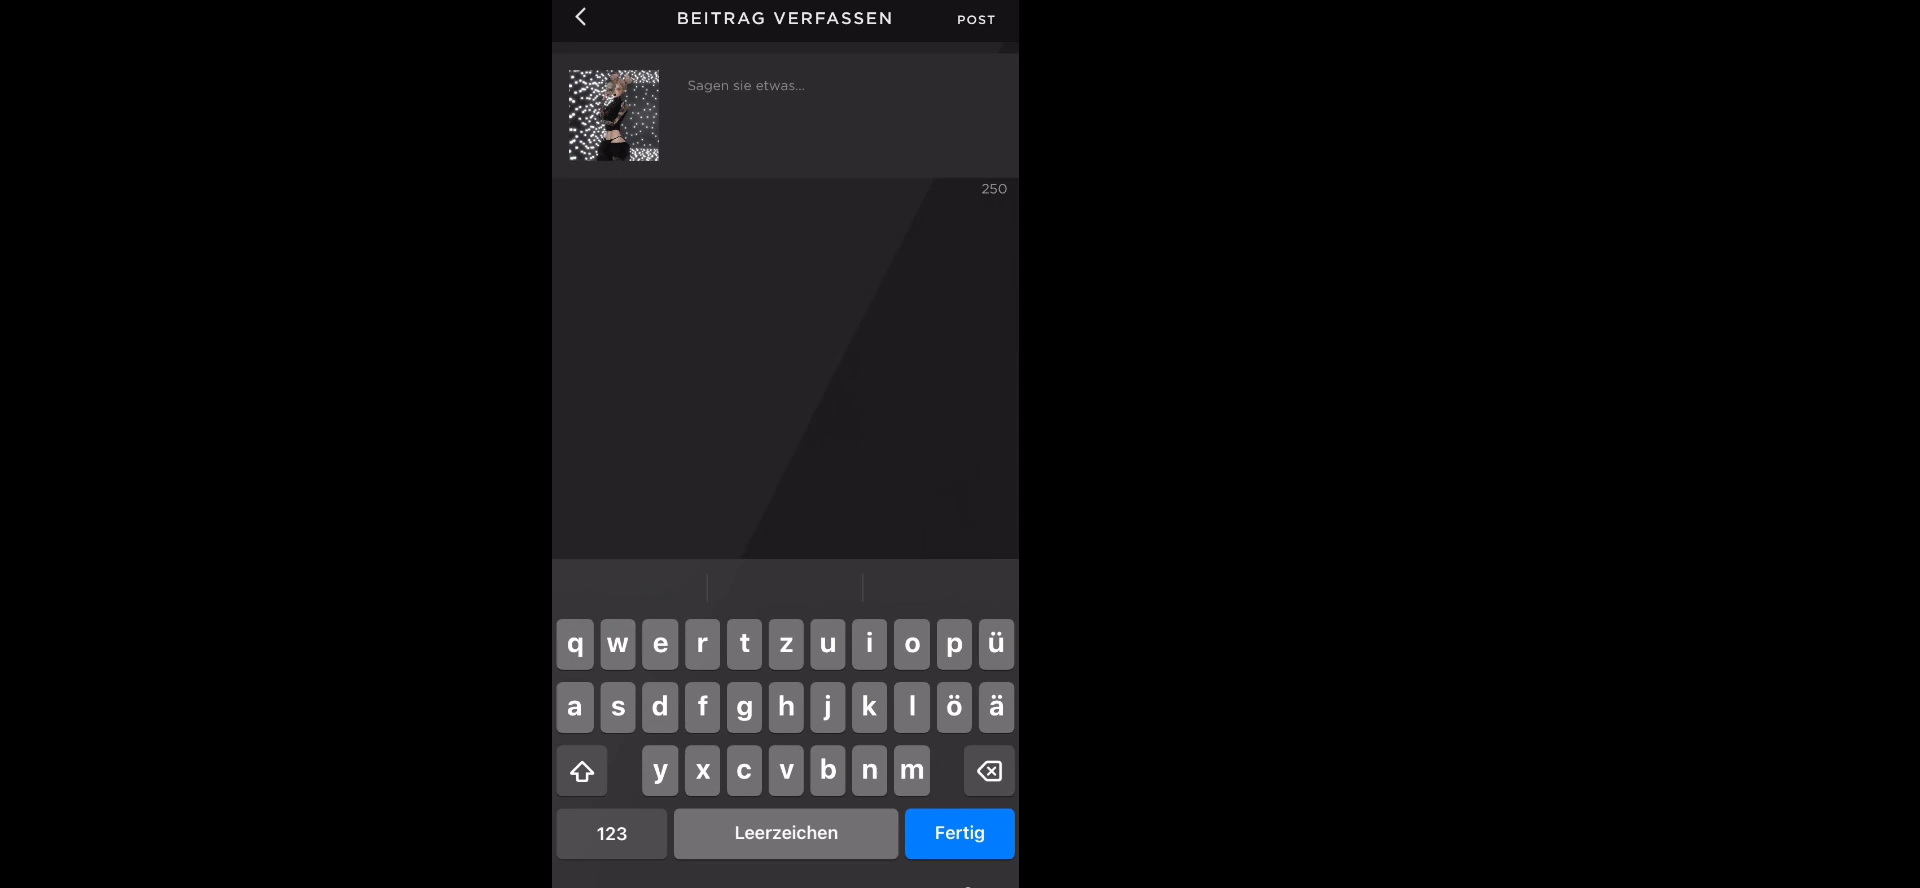 BEITRAG VERFASSEN POST
Sagen sie etwas...
250
q w e r t z u i o p ü
a s d f g h j k l ö ä
y x c v b n m
123 Leerzeichen Fertig